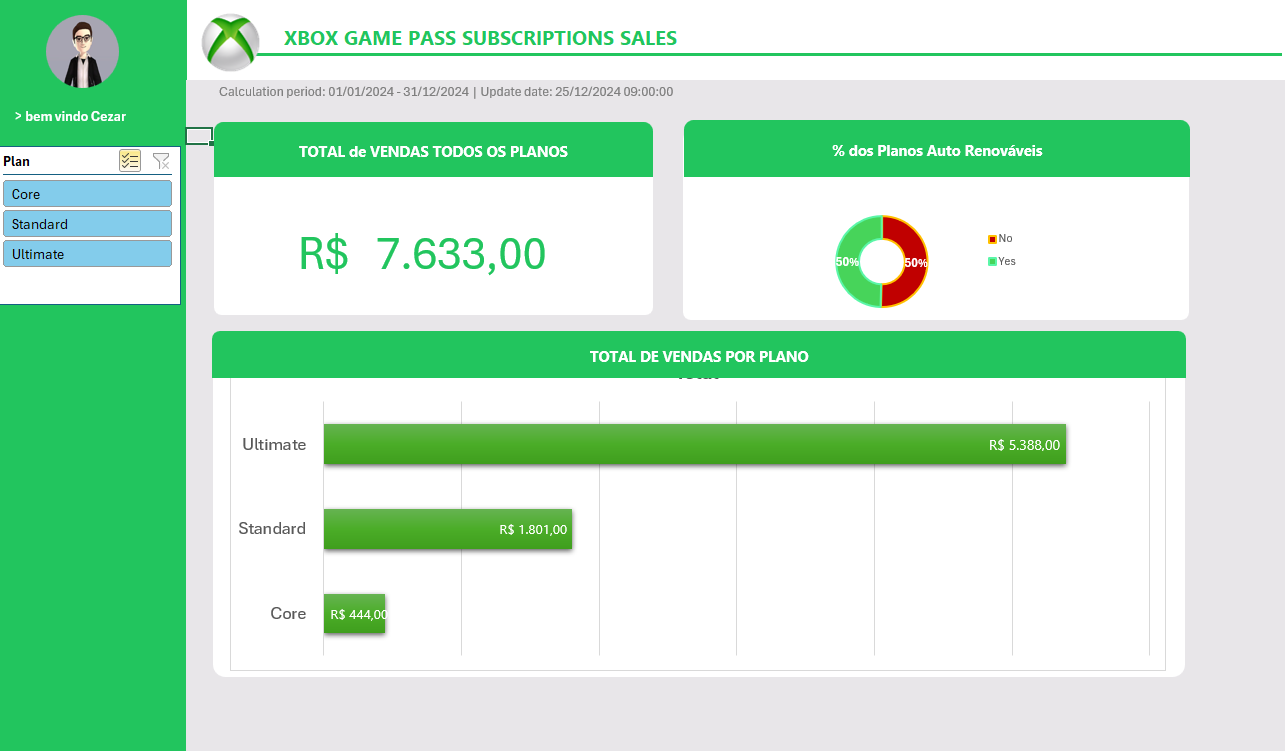 XBOX GAME PASS SUBSCRIPTIONS SALES
Calculation period: 01/01/2024 - 31/12/2024 | Update date: 25/12/2024 09:00:00
> bem vindo Cezar
Plan
Core
Standard
Ultimate
TOTAL de VENDAS TODOS OS PLANOS
R$ 7.633,00
% dos Planos Auto Renováveis
50% 50%
No
Yes
TOTAL DE VENDAS POR PLANO
Ultimate R$ 5.388,00
Standard R$ 1.801,00
Core R$ 444,00